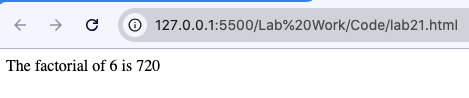 127.0.0.1:5500/Lab%20Work/Code/lab21.html
The factorial of 6 is 720